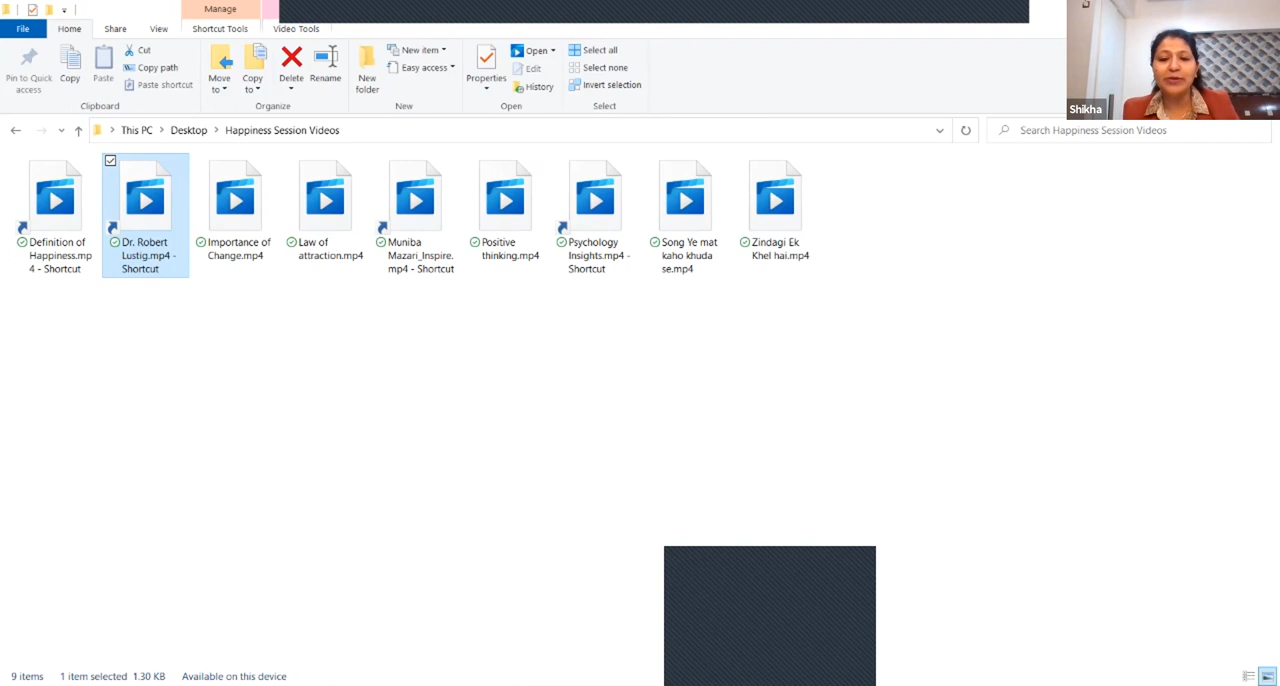 Manage
File
Home
Share
View
Shortcut Tools
Video Tools
Pin to Quick
access
Copy
Paste
Cut
Copy path
Paste shortcut
Clipboard
Move
to
Copy
to
Delete
Rename
Organize
New
folder
New item
Easy access
New
Properties
Open
Edit
History
Open
Select all
Select none
Invert selection
Select
Shikha
This PC
Desktop
Happiness Session Videos
Search Happiness Session Videos
Definition of
Happiness.mp
4 - Shortcut
Dr. Robert
Lustig.mp4 -
Shortcut
Importance of
Change.mp4
Law of
attraction.mp4
Muniba
Mazari_Inspire.
mp4 - Shortcut
Positive
thinking.mp4
Psychology
Insights.mp4 -
Shortcut
Song Ye mat
kaho khuda
se.mp4
Zindagi Ek
Khel hai.mp4
9 items
1 item selected 1.30 KB
Available on this device